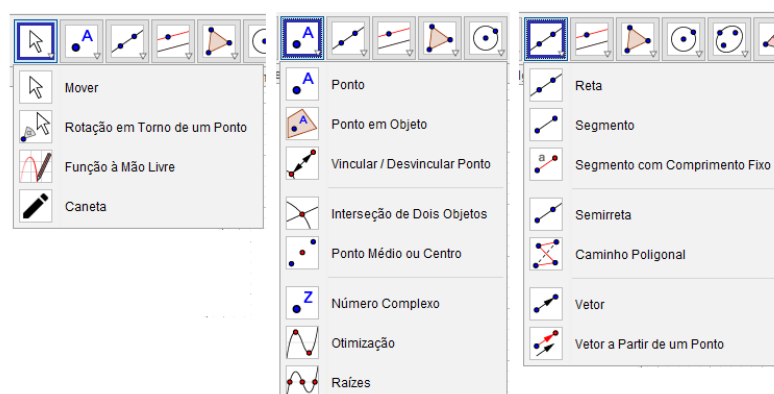 A
Mover
Rotação em Torno de um Ponto
Função à Mão Livre
Caneta
A
A
Ponto
A
Ponto em Objeto
Vincular / Desvincular Ponto
Interseção de Dois Objetos
Ponto Médio ou Centro
Z
Número Complexo
Otimização
Raízes
Reta
Segmento
a
Segmento com Comprimento Fixo
Semirreta
Caminho Poligonal
Vetor
Vetor a Partir de um Ponto